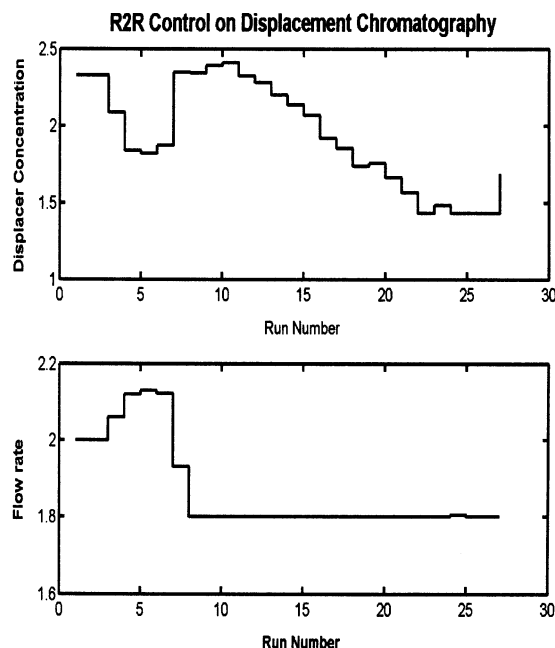 R2R Control on Displacement Chromatography
2.5
2
1.5
1
Displacer Concentration
0 5 10 15 20 25 30
Run Number
2.2
2
1.8
1.6
Flow rate
0 5 10 15 20 25 30
Run Number